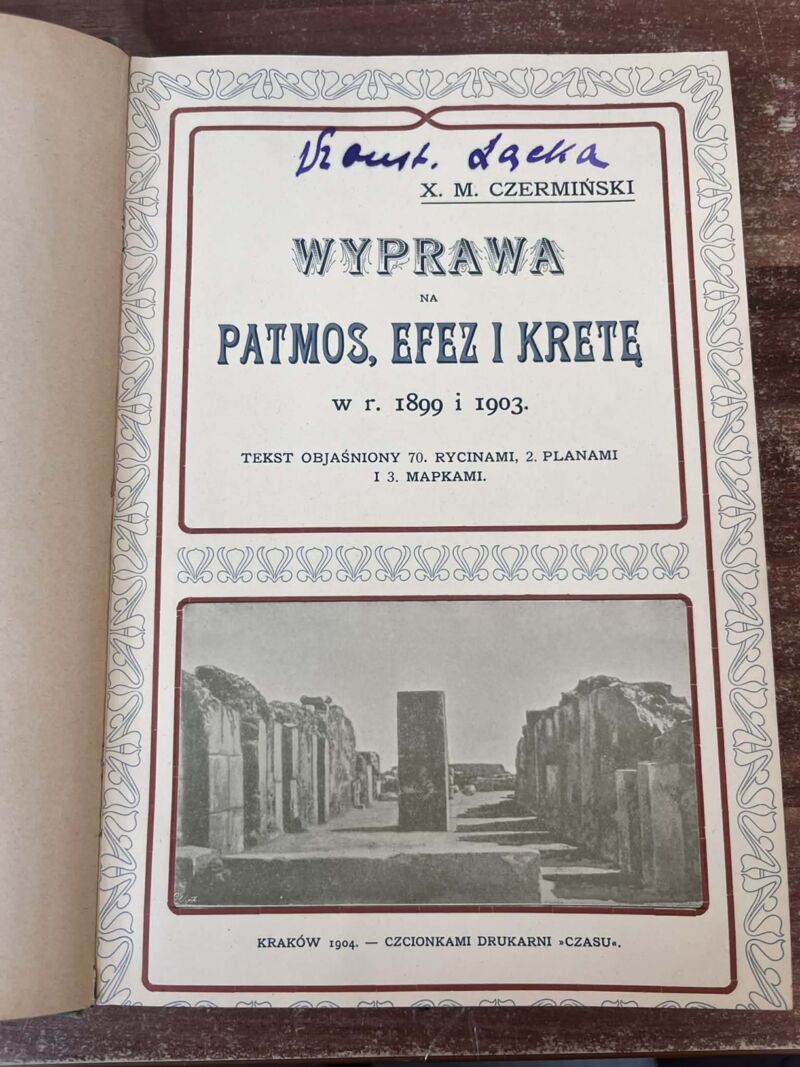 Konst. Łącka
X. M. CZERMIŃSKI
WYPRAWA
NA
PATMOS, EFEZ I KRETĘ
w r. 1899 i 1903.
TEKST OBJAŚNIONY 70. RYCINAMI, 2. PLANAMI
I 3. MAPKAMI.
KRAKÓW 1904. — CZCIONKAMI DRUKARNI »CZASU«.